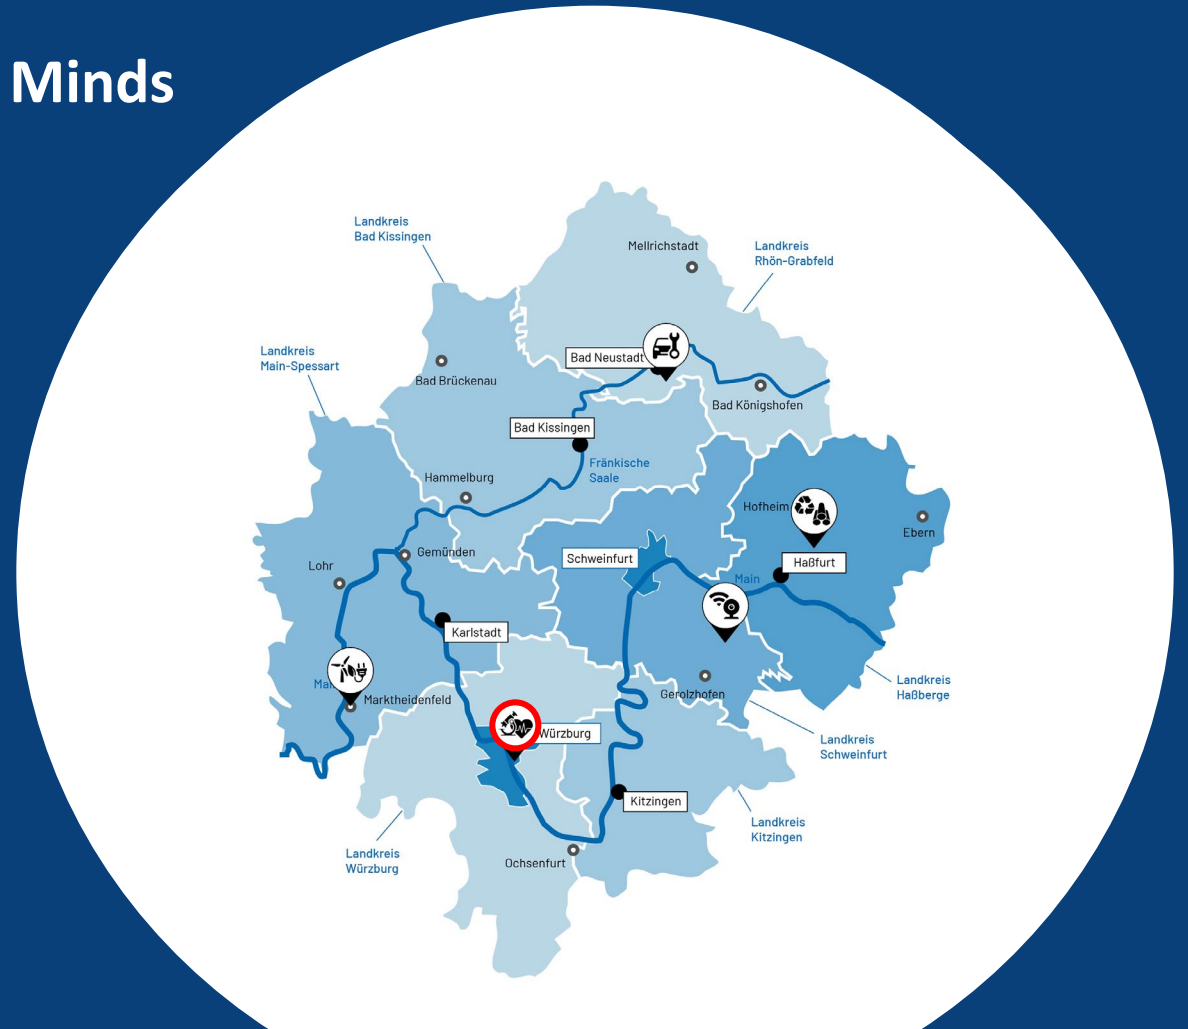 Minds
Landkreis
Bad Kissingen
Mellrichstadt
Landkreis
Rhön-Grabfeld
Landkreis
Main-Spessart
Bad Neustadt
Bad Brückenau
Bad Königshofen
Bad Kissingen
Fränkische
Saale
Hammelburg
Hofheim
Ebern
Gemünden
Schweinfurt
Haßfurt
Lohr
Main
Karlstadt
Landkreis
Haßberge
Gerolzhofen
Mai
Marktheidenfeld
Würzburg
Landkreis
Schweinfurt
Kitzingen
Landkreis
Kitzingen
Landkreis
Würzburg
Ochsenfurt